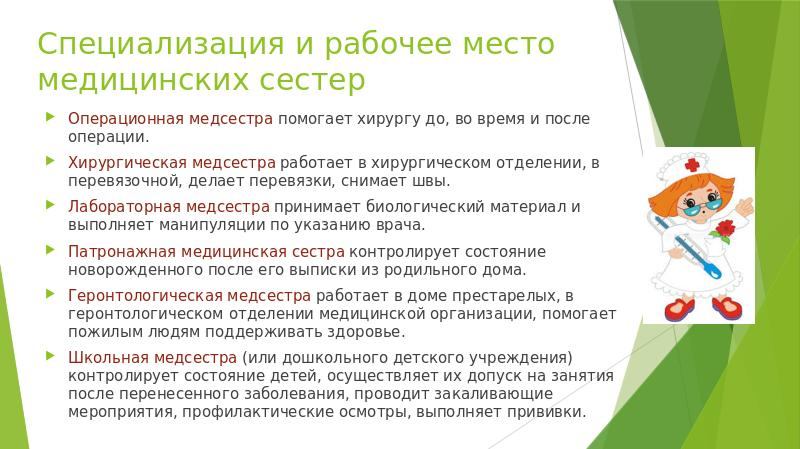 Специализация и рабочее место
медицинских сестер
Операционная медсестра помогает хирургу до, во время и после
операции.
Хирургическая медсестра работает в хирургическом отделении, в
перевязочной, делает перевязки, снимает швы.
Лабораторная медсестра принимает биологический материал и
выполняет манипуляции по указанию врача.
Патронажная медицинская сестра контролирует состояние
новорожденного после его выписки из родильного дома.
Геронтологическая медсестра работает в доме престарелых, в
геронтологическом отделении медицинской организации, помогает
пожилым людям поддерживать здоровье.
Школьная медсестра (или дошкольного детского учреждения)
контролирует состояние детей, осуществляет их допуск на занятия
после перенесенного заболевания, проводит закаливающие
мероприятия, профилактические осмотры, выполняет прививки.